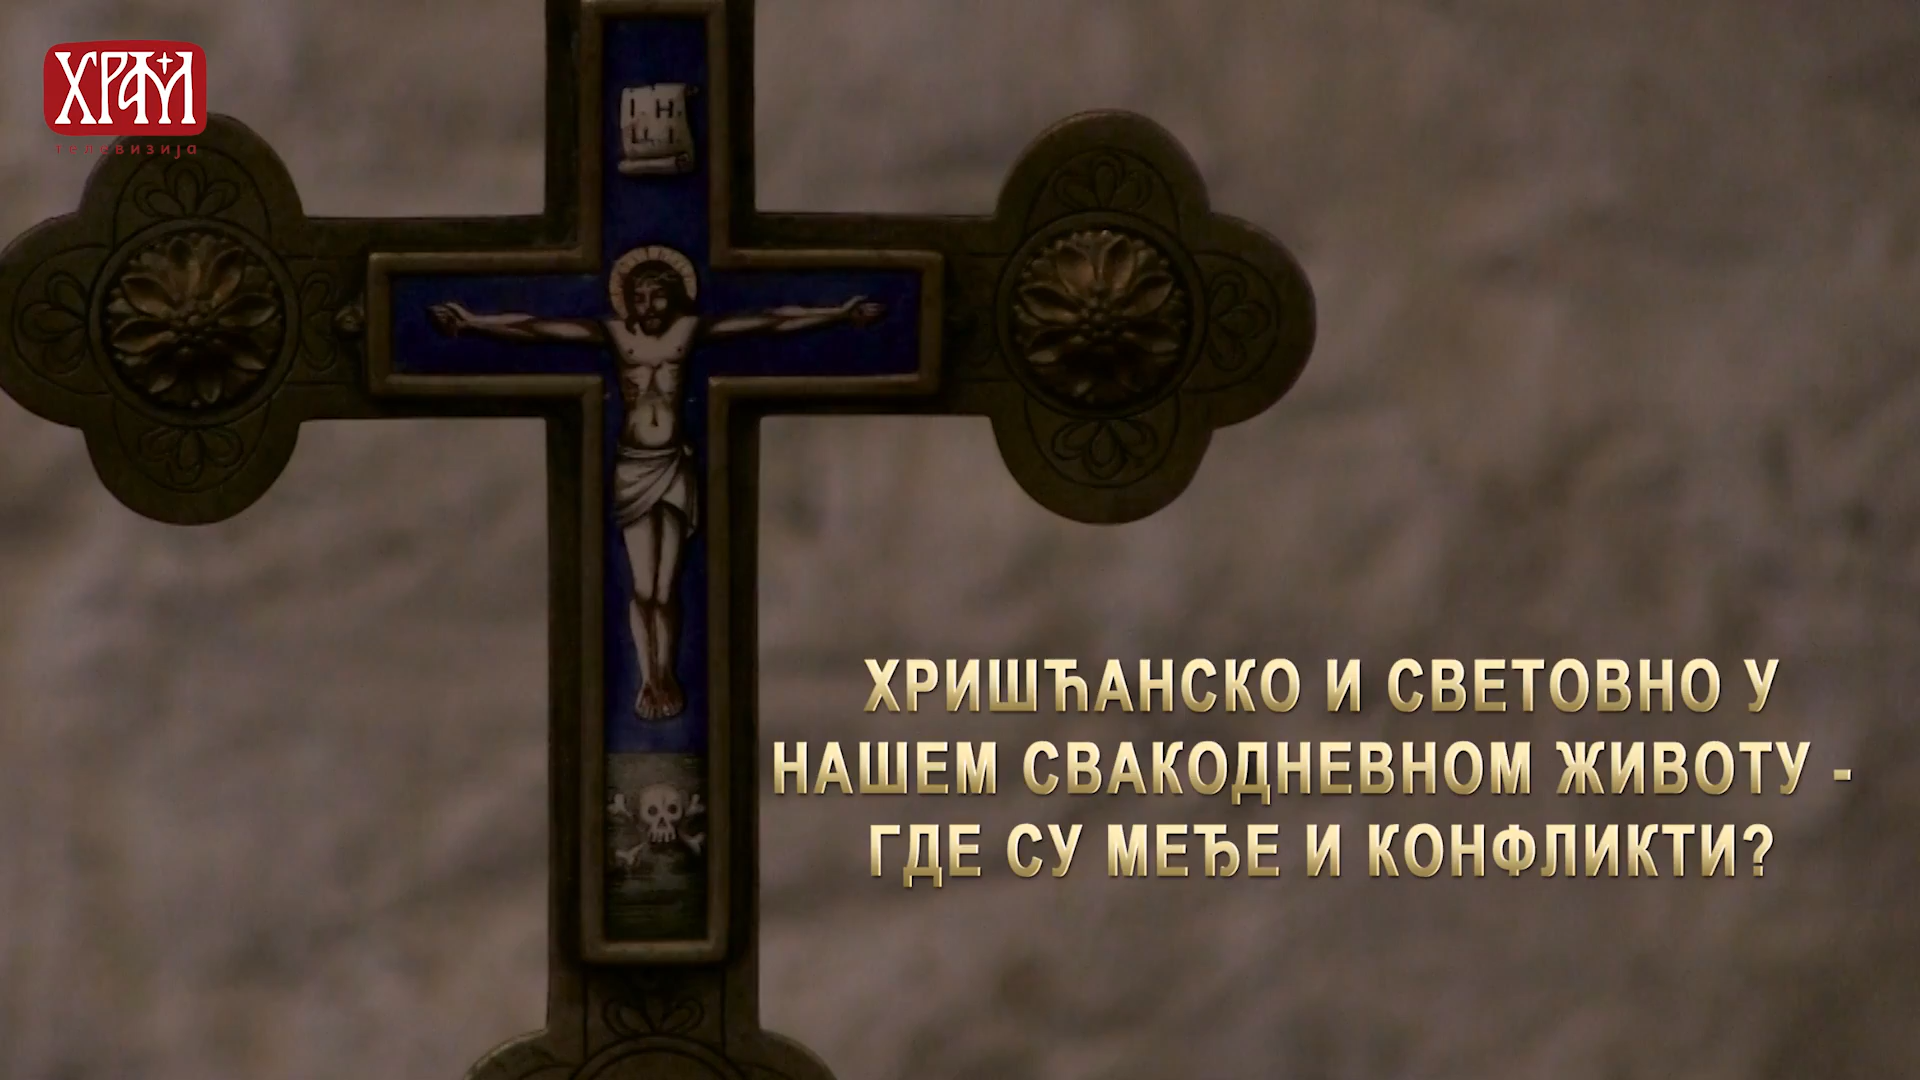 ХРАМ
телевизија
І. Н.
Ц. І.
ХРИШЋАНСКО И СВЕТОВНО У
НАШЕМ СВАКОДНЕВНОМ ЖИВОТУ -
ГДЕ СУ МЕЂЕ И КОНФЛИКТИ?